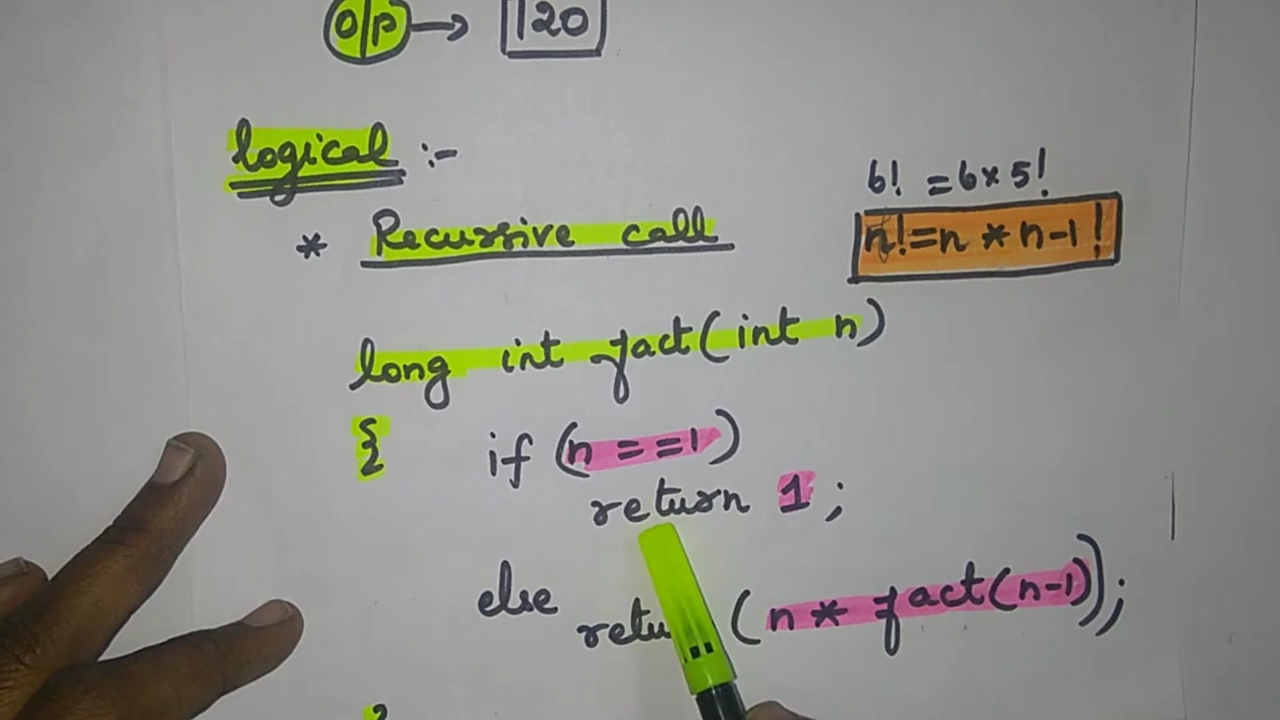 O|P → 120
logical :-
* Recursive call
6! = 6 × 5!
n! = n * n-1!
long int fact(int n)
{ if (n = = 1)
return 1 ;
else
(n * fact(n-1));